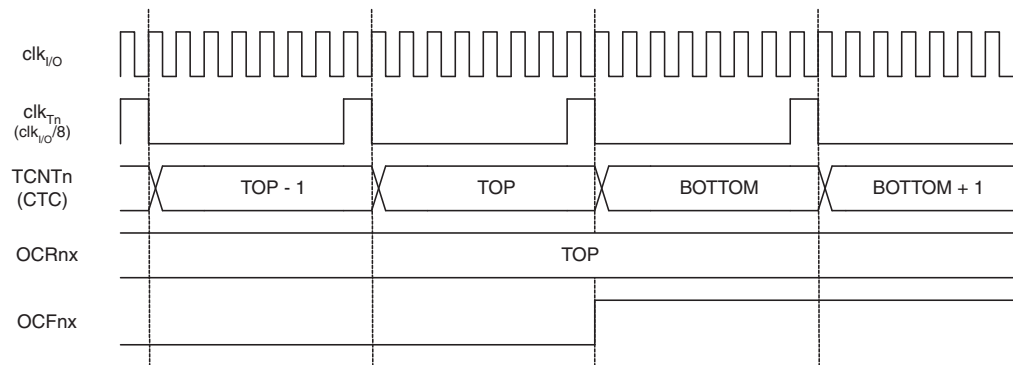 clkI/O
clkTn
(clkI/O/8)
TCNTn
(CTC)
TOP - 1
TOP
BOTTOM
BOTTOM + 1
OCRnx
TOP
OCFnx